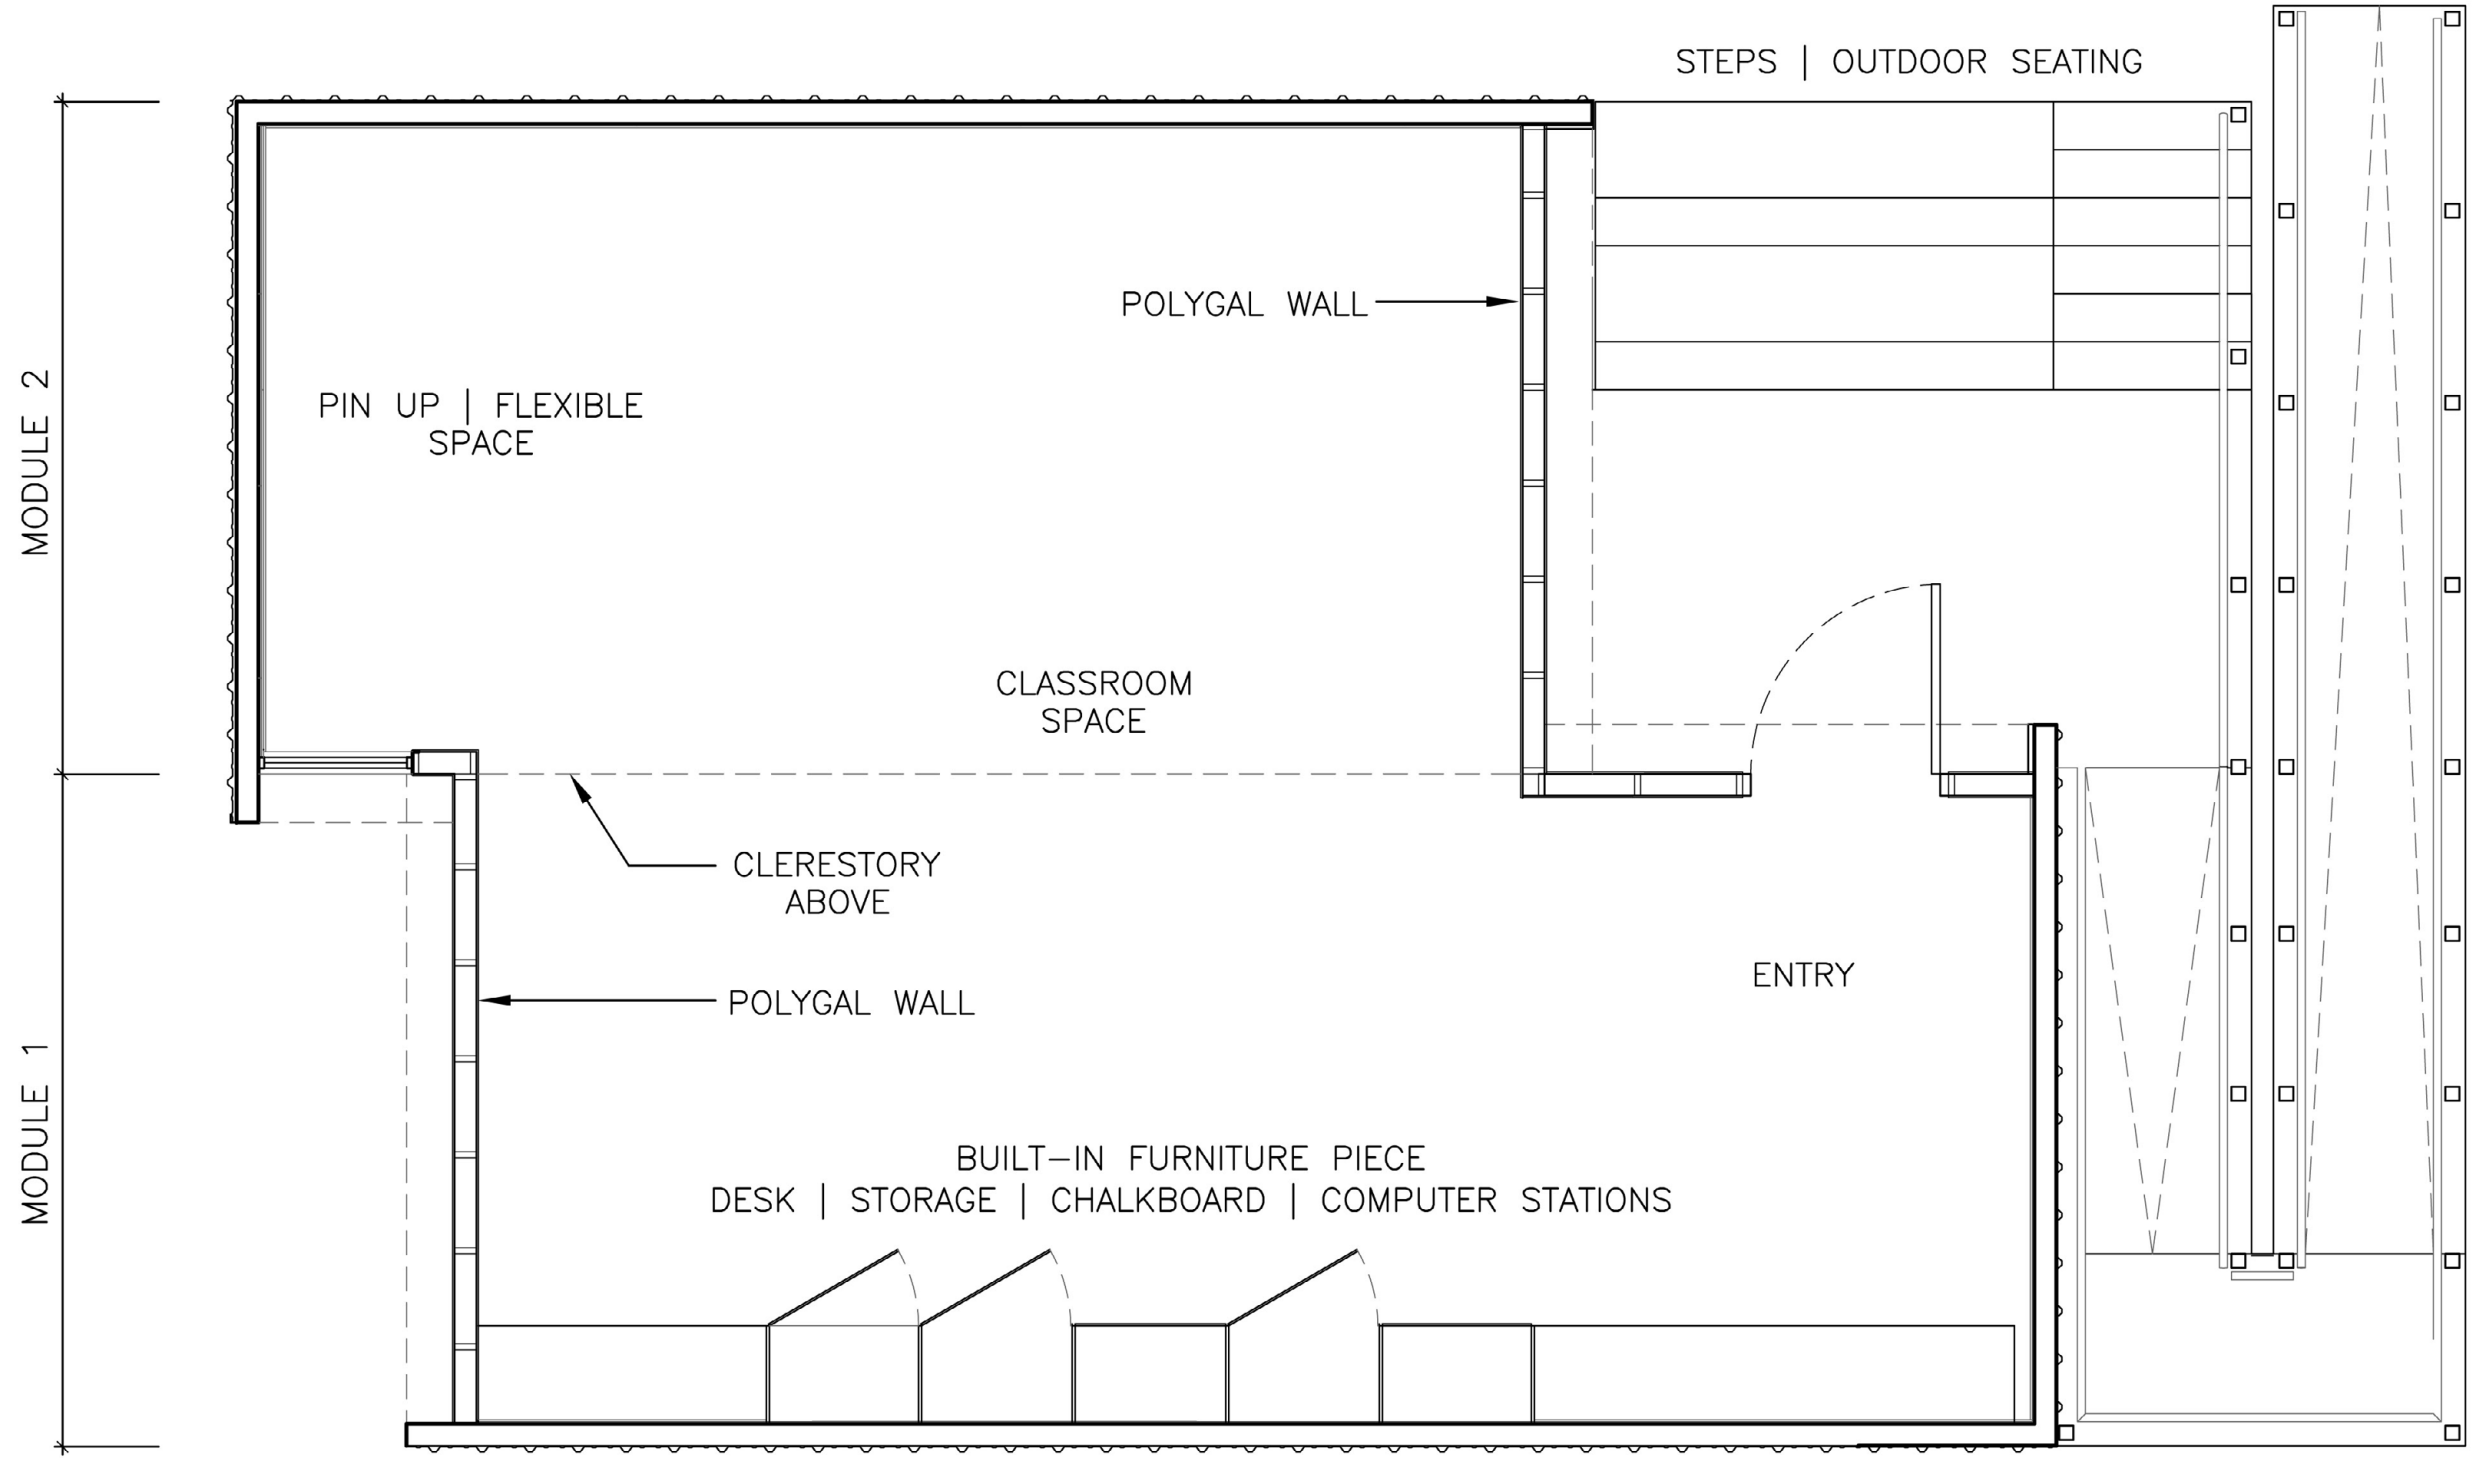 STEPS | OUTDOOR SEATING
POLYGAL WALL
MODULE 2
PIN UP | FLEXIBLE
SPACE
CLASSROOM
SPACE
CLERESTORY
ABOVE
ENTRY
POLYGAL WALL
MODULE 1
BUILT-IN FURNITURE PIECE
DESK | STORAGE | CHALKBOARD | COMPUTER STATIONS